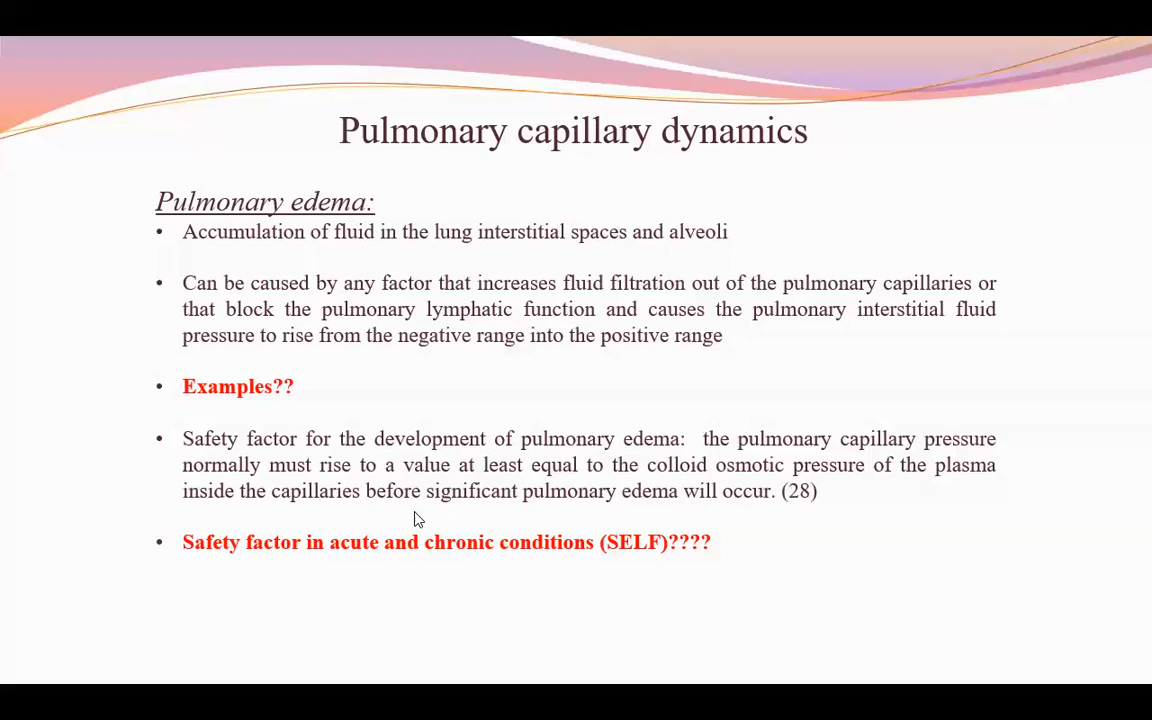 Pulmonary capillary dynamics
Pulmonary edema:
• Accumulation of fluid in the lung interstitial spaces and alveoli
• Can be caused by any factor that increases fluid filtration out of the pulmonary capillaries or
that block the pulmonary lymphatic function and causes the pulmonary interstitial fluid
pressure to rise from the negative range into the positive range
• Examples??
• Safety factor for the development of pulmonary edema: the pulmonary capillary pressure
normally must rise to a value at least equal to the colloid osmotic pressure of the plasma
inside the capillaries before significant pulmonary edema will occur. (28)
• Safety factor in acute and chronic conditions (SELF)????